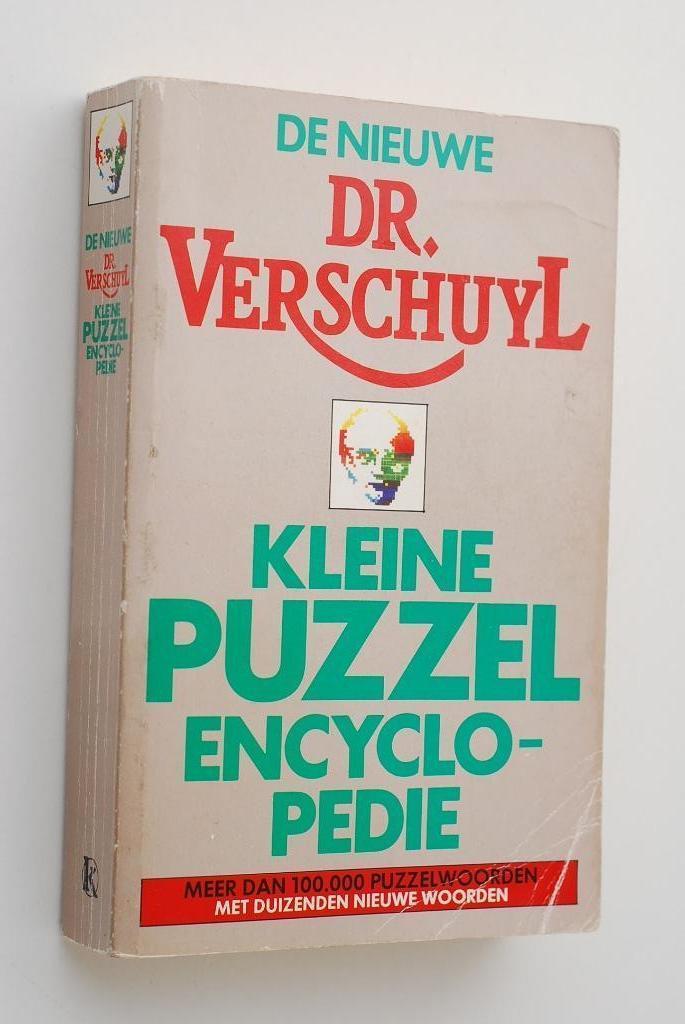 DE NIEUWE
DR.
VERSCHUYL
KLEINE
PUZZEL
ENCYCLO-
PEDIE
DE NIEUWE
DR.
VERSCHUYL
KLEINE
PUZZEL
ENCYCLO-
PEDIE
MEER DAN 100.000 PUZZELWOORDEN
MET DUIZENDEN NIEUWE WOORDEN